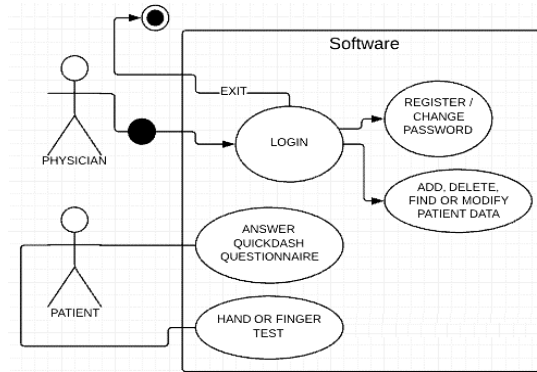 Software
EXIT
REGISTER /
CHANGE
PASSWORD
LOGIN
PHYSICIAN
ADD, DELETE,
FIND OR MODIFY
PATIENT DATA
ANSWER
QUICKDASH
QUESTIONNAIRE
PATIENT
HAND OR FINGER
TEST